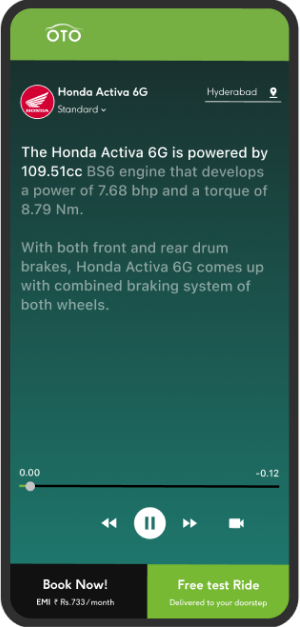 OTO
Honda Activa 6G
Hyderabad
HONDA
Standard
The Honda Activa 6G is powered by
109.51cc BS6 engine that develops
a power of 7.68 bhp and a torque of
8.79 Nm.
With both front and rear drum
brakes, Honda Activa 6G comes up
with combined braking system of
both wheels.
0.00
-0.12
Book Now!
EMI ₹ Rs.733/month
Free test Ride
Delivered to your doorstep